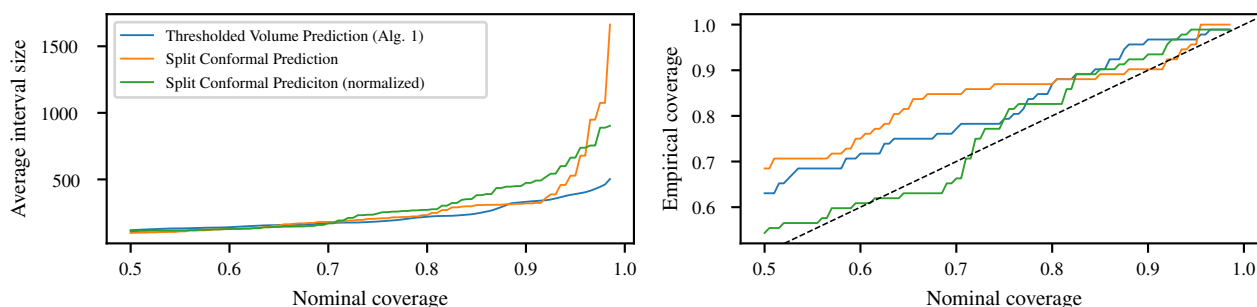 Average interval size
1500
1000
500
Thresholded Volume Prediction (Alg. 1)
Split Conformal Prediction
Split Conformal Prediciton (normalized)
0.5 0.6 0.7 0.8 0.9 1.0
Nominal coverage
Empirical coverage
1.0
0.9
0.8
0.7
0.6
0.5 0.6 0.7 0.8 0.9 1.0
Nominal coverage